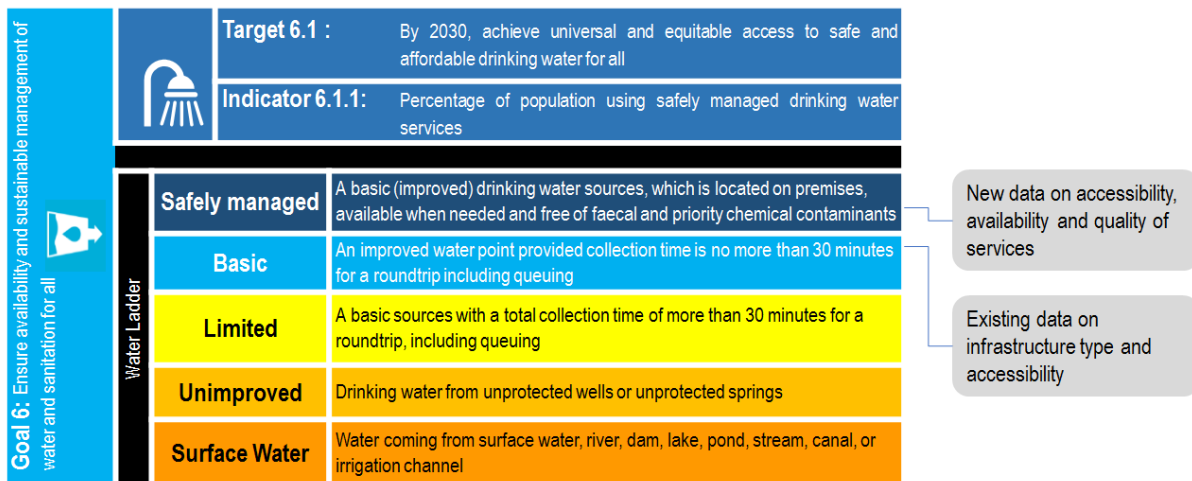 Goal 6: Ensure availability and sustainable management of
water and sanitation for all
Target 6.1 :
By 2030, achieve universal and equitable access to safe and
affordable drinking water for all
Indicator 6.1.1:
Percentage of population using safely managed drinking water
services
Water Ladder
Safely managed
A basic (improved) drinking water sources, which is located on premises,
available when needed and free of faecal and priority chemical contaminants
Basic
An improved water point provided collection time is no more than 30 minutes
for a roundtrip including queuing
Limited
A basic sources with a total collection time of more than 30 minutes for a
roundtrip, including queuing
Unimproved
Drinking water from unprotected wells or unprotected springs
Surface Water
Water coming from surface water, river, dam, lake, pond, stream, canal, or
irrigation channel
New data on accessibility,
availability and quality of
services
Existing data on
infrastructure type and
accessibility